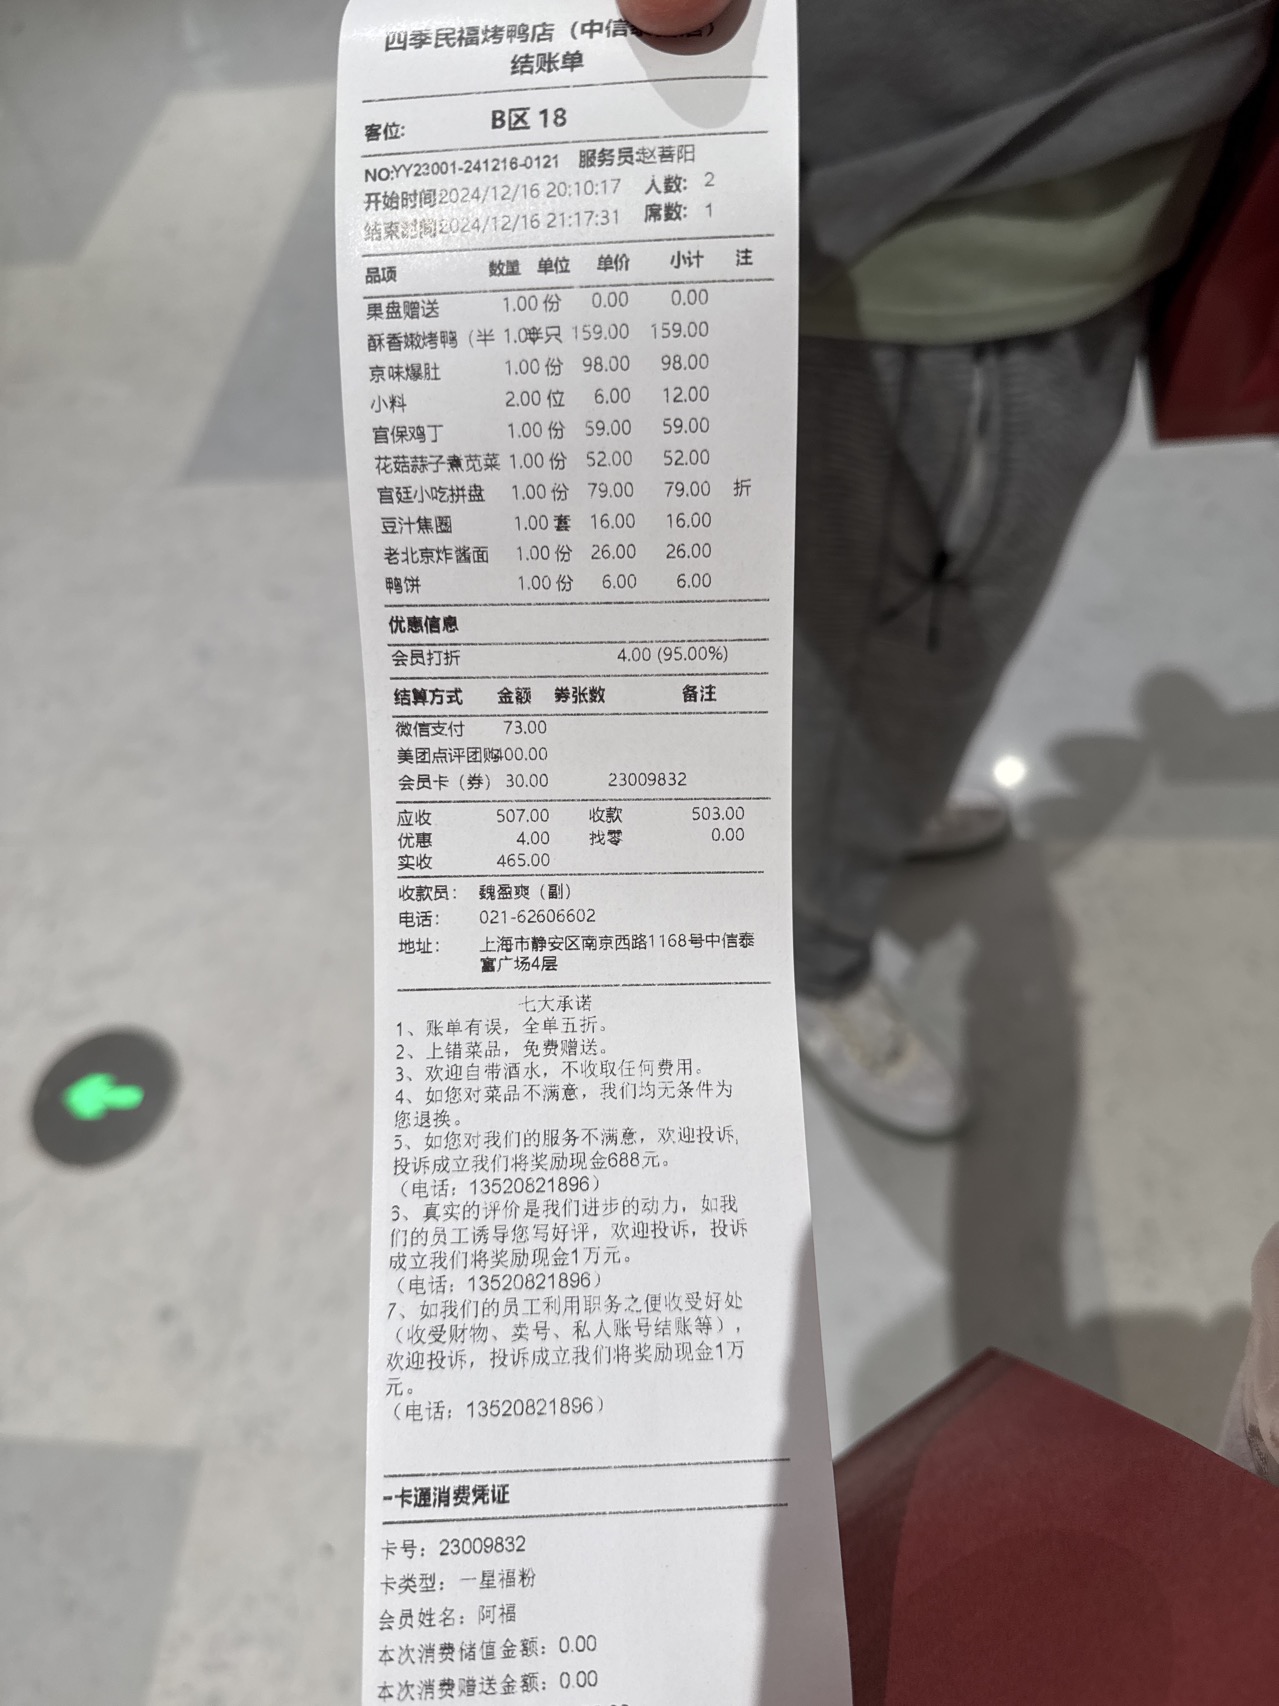 四季民福烤鸭店（中信
结账单
客位: B区 18
NO:YY23001-241216-0121 服务员:赵萻阳
开始时间2024/12/16 20:10:17 人数: 2
结束时间2024/12/16 21:17:31 席数: 1
品项 数量 单位 单价 小计 注
果盘赠送 1.00 份 0.00 0.00
酥香嫩烤鸭（半 1.00半只 159.00 159.00
京味爆肚 1.00 份 98.00 98.00
小料 2.00 位 6.00 12.00
宫保鸡丁 1.00 份 59.00 59.00
花菇蒜子煮苋菜 1.00 份 52.00 52.00
宫廷小吃拼盘 1.00 份 79.00 79.00 折
豆汁焦圈 1.00 套 16.00 16.00
老北京炸酱面 1.00 份 26.00 26.00
鸭饼 1.00 份 6.00 6.00
优惠信息
会员打折 4.00 (95.00%)
结算方式 金额 券张数 备注
微信支付 73.00
美团点评团购400.00
会员卡（券）30.00 23009832
应收 507.00 收款 503.00
优惠 4.00 找零 0.00
实收 465.00
收款员: 魏盈爽（副）
电话: 021-62606602
地址: 上海市静安区南京西路1168号中信泰
富广场4层
七大承诺
1、账单有误，全单五折。
2、上错菜品，免费赠送。
3、欢迎自带酒水，不收取任何费用。
4、如您对菜品不满意，我们均无条件为
您退换。
5、如您对我们的服务不满意，欢迎投诉，
投诉成立我们将奖励现金688元。
（电话：13520821896）
6、真实的评价是我们进步的动力，如我
们的员工诱导您写好评，欢迎投诉，投诉
成立我们将奖励现金1万元。
（电话：13520821896）
7、如我们的员工利用职务之便收受好处
（收受财物、卖号、私人账号结账等），
欢迎投诉，投诉成立我们将奖励现金1万
元。
（电话：13520821896）
一卡通消费凭证
卡号：23009832
卡类型：一星福粉
会员姓名：阿福
本次消费储值金额：0.00
本次消费赠送金额：0.00